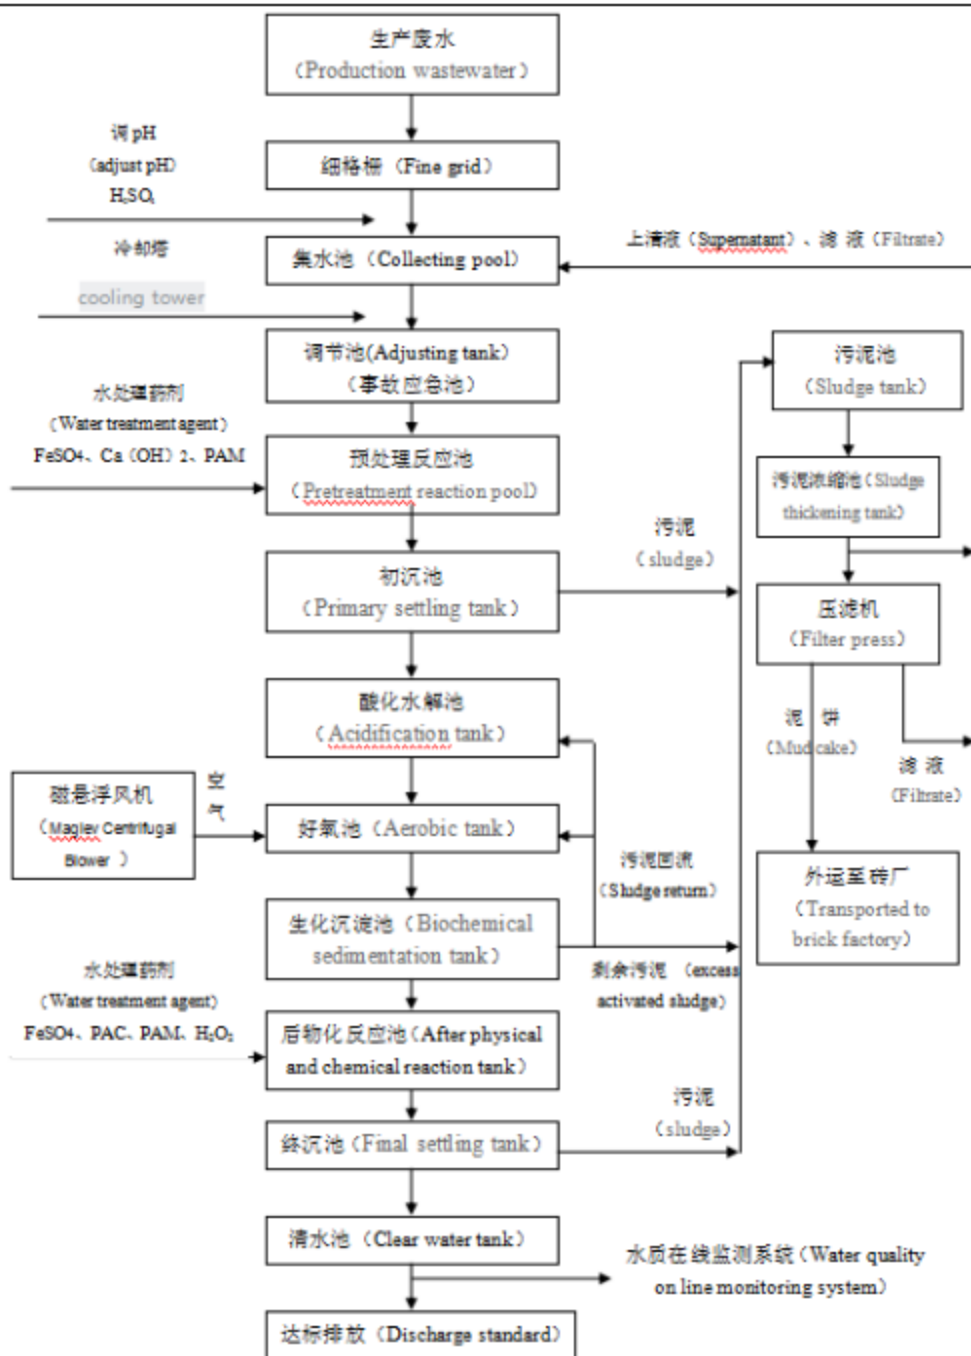 生产废水
（Production wastewater）
调 pH
（adjust pH）
H₂SO₄
细格栅（Fine grid）
冷却塔
集水池（Collecting pool）
上清液（Supernatant）、滤 液（Filtrate）
cooling tower
调节池(Adjusting tank）
（事故应急池）
污泥池
（Sludge tank）
水处理药剂
（Water treatment agent）
FeSO4、Ca（OH）2、PAM
预处理反应池
（Pretreatment reaction pool）
污泥浓缩池（Sludge
thickening tank）
污泥
（sludge）
初沉池
（Primary settling tank）
压滤机
（Filter press）
酸化水解池
（Acidification tank）
泥 饼
（Mud cake）
滤 液
（Filtrate）
磁悬浮风机
（Maglev Centrifugal
Blower ）
空
气
好氧池（Aerobic tank）
污泥回流
（Sludge return）
外运至砖厂
（Transported to
brick factory）
生化沉淀池（Biochemical
sedimentation tank）
剩余污泥 （excess
activated sludge）
水处理药剂
（Water treatment agent）
FeSO4、PAC、PAM、H₂O₂
后物化反应池（After physical
and chemical reaction tank）
污泥
（sludge）
终沉池（Final settling tank）
清水池（Clear water tank）
水质在线监测系统（Water quality
on line monitoring system）
达标排放（Discharge standard）